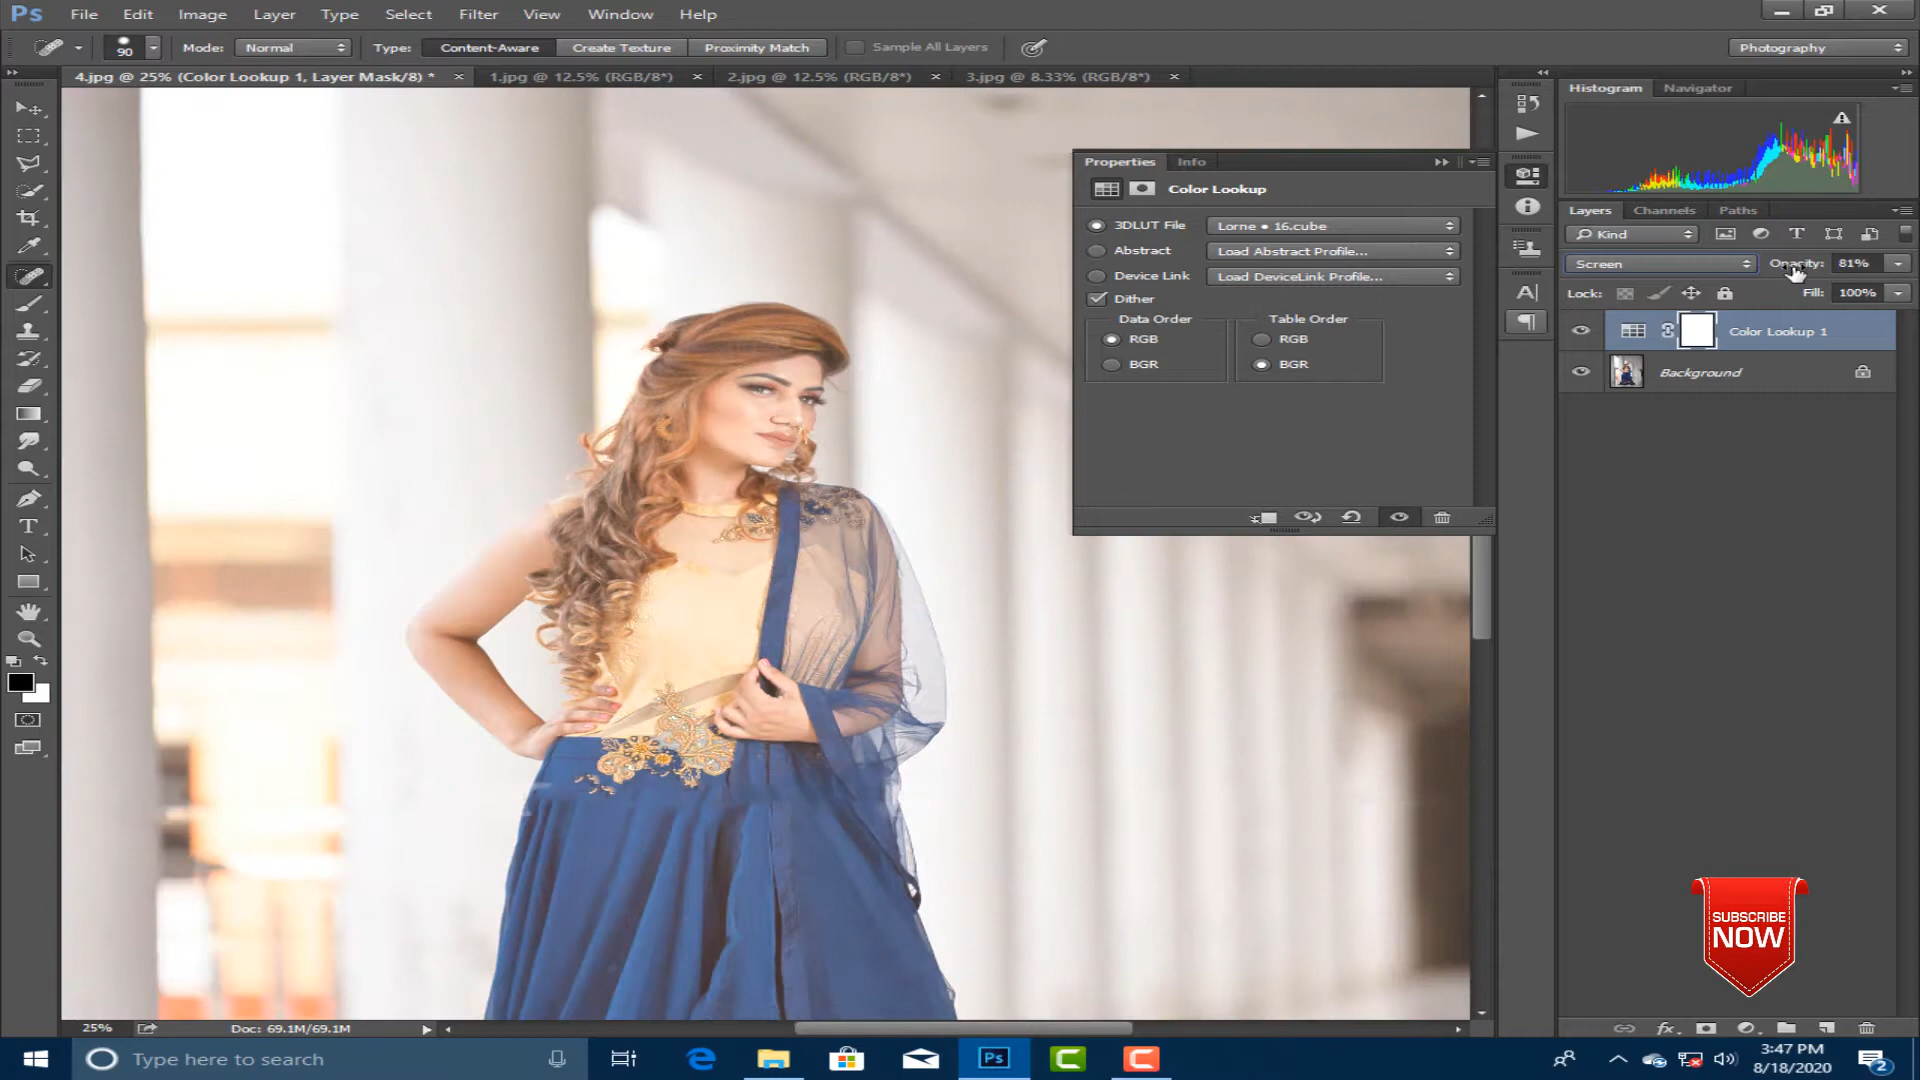 Ps File Edit Image Layer Type Select Filter View Window Help
90 Mode: Normal Type: Content-Aware Create Texture Proximity Match Sample All Layers Photography
4.jpg @ 25% (Color Lookup 1, Layer Mask/8) * × 1.jpg @ 12.5% (RGB/8*) × 2.jpg @ 12.5% (RGB/8*) × 3.jpg @ 8.33% (RGB/8*) ×
Histogram Navigator
Properties Info
Color Lookup
3DLUT File Lorne • 16.cube
Abstract Load Abstract Profile...
Device Link Load DeviceLink Profile...
Dither
Data Order Table Order
RGB RGB
BGR BGR
Layers Channels Paths
Kind
Screen Opacity: 81%
Lock: Fill: 100%
Color Lookup 1
Background
SUBSCRIBE
NOW
25% Doc: 69.1M/69.1M
Type here to search
3:47 PM
8/18/2020
2